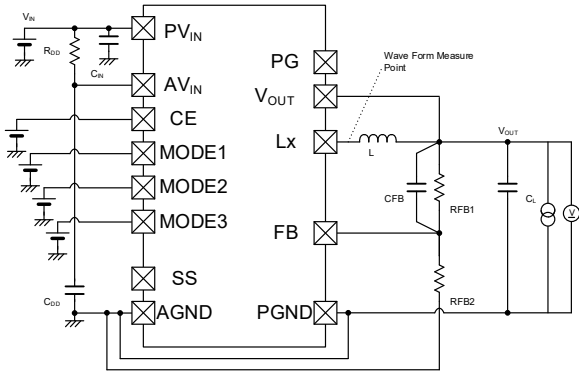 VIN
PVIN
RDD
CIN
AVIN
CE
MODE1
MODE2
MODE3
SS
CDD
AGND
PG
VOUT
Lx
FB
PGND
Wave Form Measure
Point
L
VOUT
CFB
RFB1
CL
V
RFB2